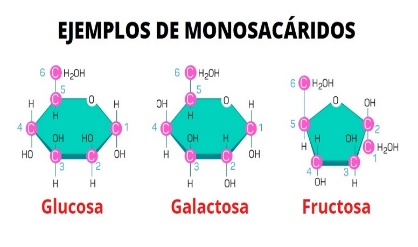 EJEMPLOS DE MONOSACÁRIDOS
6 C H₂OH 6 C H₂OH 6 C H₂OH
5 5
H C O H OH C O H O OH
H H 5 C C 2
4 C OH HO C 1 4 C OH C 1 H OH C H₂OH
HO C C OH H C C OH C C 1
3 2 3 2 4 3
H H H OH OH H
Glucosa Galactosa Fructosa